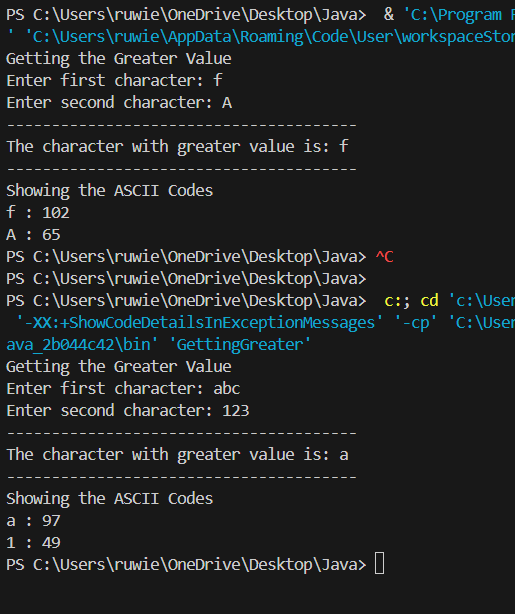 PS C:\Users\ruwie\OneDrive\Desktop\Java>  & 'C:\Program
' 'C:\Users\ruwie\AppData\Roaming\Code\User\workspaceStor
Getting the Greater Value
Enter first character: f
Enter second character: A
---------------------------------------
The character with greater value is: f
---------------------------------------
Showing the ASCII Codes
f : 102
A : 65
PS C:\Users\ruwie\OneDrive\Desktop\Java> ^C
PS C:\Users\ruwie\OneDrive\Desktop\Java>
PS C:\Users\ruwie\OneDrive\Desktop\Java>  c:; cd 'c:\User
 '-XX:+ShowCodeDetailsInExceptionMessages' '-cp' 'C:\User
ava_2b044c42\bin' 'GettingGreater'
Getting the Greater Value
Enter first character: abc
Enter second character: 123
---------------------------------------
The character with greater value is: a
---------------------------------------
Showing the ASCII Codes
a : 97
1 : 49
PS C:\Users\ruwie\OneDrive\Desktop\Java>